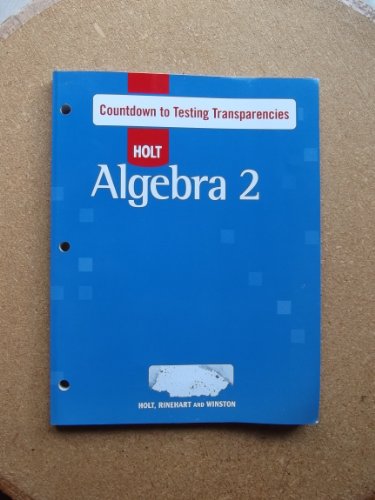 Countdown to Testing Transparencies
HOLT
Algebra 2
HOLT, RINEHART AND WINSTON